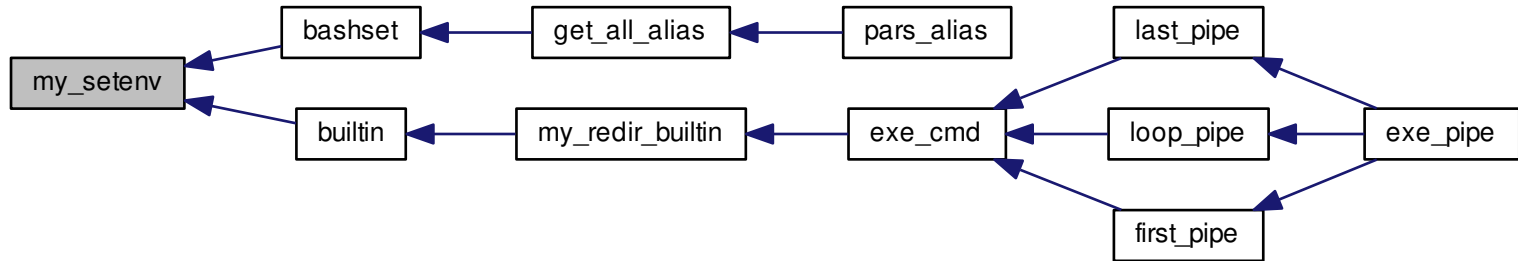 my_setenv
bashset
get_all_alias
pars_alias
builtin
my_redir_builtin
exe_cmd
last_pipe
loop_pipe
first_pipe
exe_pipe